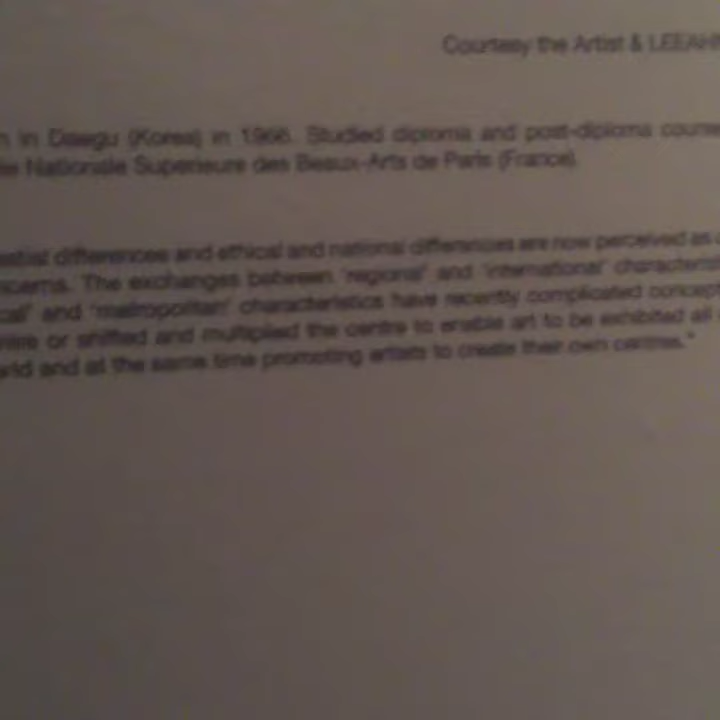 Courtesy the Artist & LEEAH
in Daegu (Korea) in 1966. Studied diploma and post-diploma course
Nationale Superieure des Beaux-Arts de Paris (France).
differences and ethical and national differences are now perceived as
The exchanges between 'regional' and 'international' characteristi
and 'metropolitan' characteristics have recently complicated concept
or shifted and multiplied the centre to enable art to be exhibited all
and at the same time promoting artists to create their own centres."